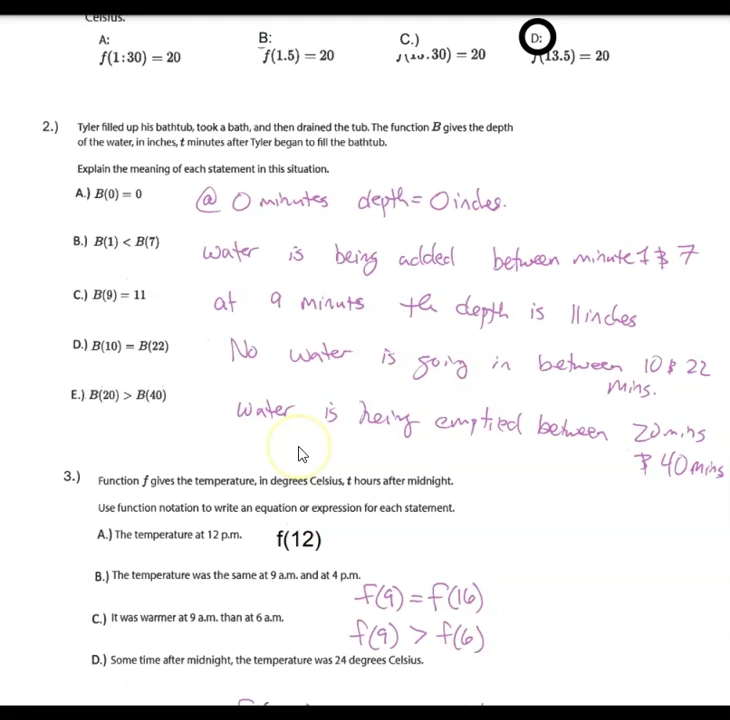 Celsius.
A: B: C.) D:
f(1:30) = 20 f(1.5) = 20 30) = 20 f(13.5) = 20
2.) Tyler filled up his bathtub, took a bath, and then drained the tub. The function B gives the depth
of the water, in inches, t minutes after Tyler began to fill the bathtub.
Explain the meaning of each statement in this situation.
A.) B(0) = 0 @ 0 minutes depth = 0 inches.
B.) B(1) < B(7) water is being added between minute 1 & 7
C.) B(9) = 11 at 9 minuts the depth is 11 inches
D.) B(10) = B(22) No water is going in between 10 & 22
mins.
E.) B(20) > B(40) water is being emptied between 20 mins
& 40 mins
3.) Function f gives the temperature, in degrees Celsius, t hours after midnight.
Use function notation to write an equation or expression for each statement.
A.) The temperature at 12 p.m. f(12)
B.) The temperature was the same at 9 a.m. and at 4 p.m.
f(9) = f(16)
C.) It was warmer at 9 a.m. than at 6 a.m. f(9) > f(6)
D.) Some time after midnight, the temperature was 24 degrees Celsius.